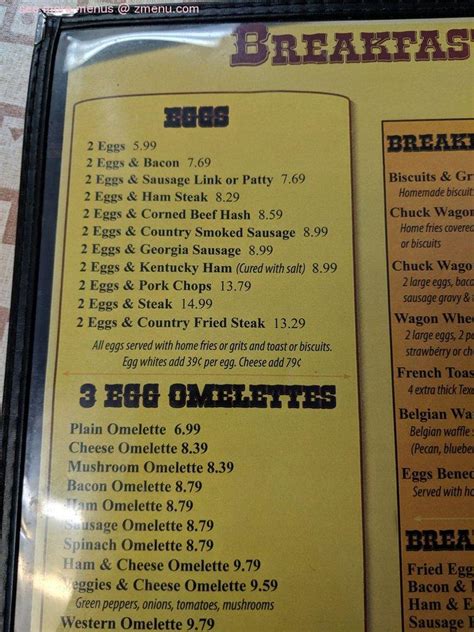 menus @ zmenu.com
BREAKFAS
EGGS
2 Eggs 5.99
2 Eggs & Bacon 7.69
2 Eggs & Sausage Link or Patty 7.69
2 Eggs & Ham Steak 8.29
2 Eggs & Corned Beef Hash 8.59
2 Eggs & Country Smoked Sausage 8.99
2 Eggs & Georgia Sausage 8.99
2 Eggs & Kentucky Ham (Cured with salt) 8.99
2 Eggs & Pork Chops 13.79
2 Eggs & Steak 14.99
2 Eggs & Country Fried Steak 13.29
All eggs served with home fries or grits and toast or biscuits.
Egg whites add 39¢ per egg. Cheese add 79¢
3 EGG OMELETTES
Plain Omelette 6.99
Cheese Omelette 8.39
Mushroom Omelette 8.39
Bacon Omelette 8.79
Ham Omelette 8.79
Sausage Omelette 8.79
Spinach Omelette 8.79
Ham & Cheese Omelette 9.79
Veggies & Cheese Omelette 9.59
Green peppers, onions, tomatoes, mushrooms
Western Omelette 9.79
BREAKF
Biscuits & Gr
Homemade biscuit
Chuck Wagon
Home fries covered
or biscuits
Chuck Wago
2 large eggs, baco
sausage gravy & t
Wagon Whee
2 large eggs, 2 p
strawberry or ch
French Toas
4 extra thick Texa
Belgian Wa
Belgian waffle s
(Pecan, blueber
Eggs Bened
Served with ho
BREA
Fried Egg
Bacon &
Ham & E
Sausage